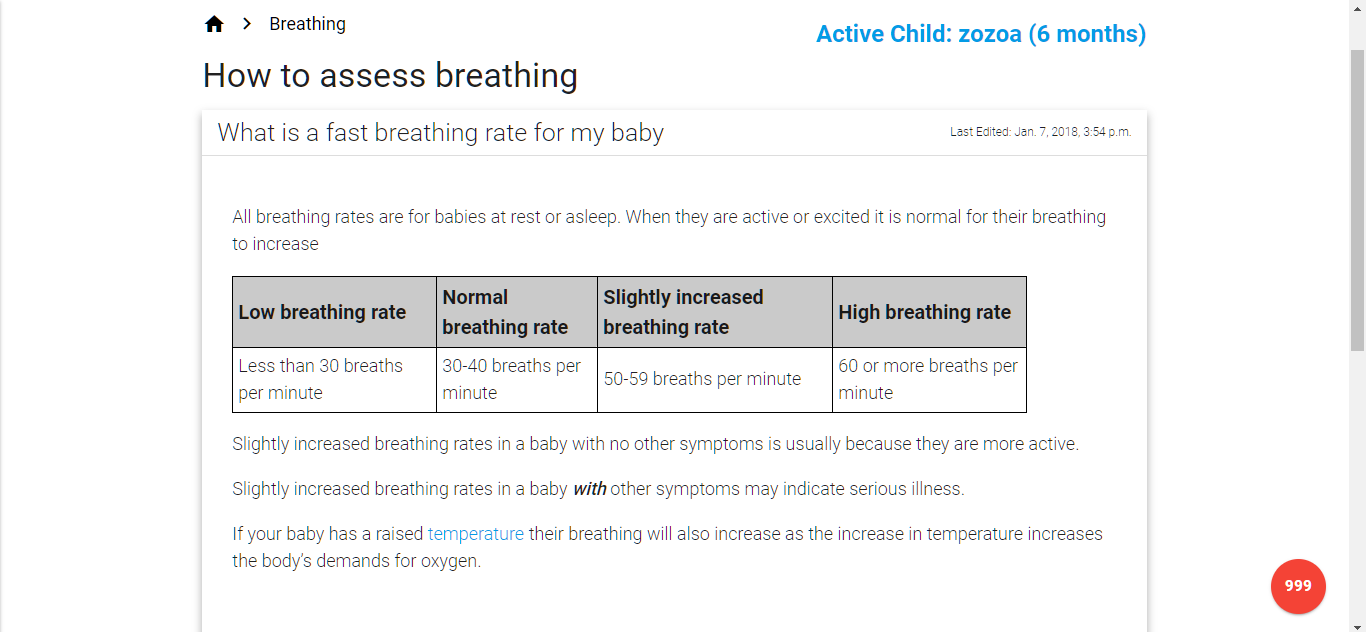 Breathing
Active Child: zozoa (6 months)
How to assess breathing
What is a fast breathing rate for my baby
Last Edited: Jan. 7, 2018, 3:54 p.m.
All breathing rates are for babies at rest or asleep. When they are active or excited it is normal for their breathing
to increase
Low breathing rate
Normal
breathing rate
Slightly increased
breathing rate
High breathing rate
Less than 30 breaths
per minute
30-40 breaths per
minute
50-59 breaths per minute
60 or more breaths per
minute
Slightly increased breathing rates in a baby with no other symptoms is usually because they are more active.
Slightly increased breathing rates in a baby with other symptoms may indicate serious illness.
If your baby has a raised temperature their breathing will also increase as the increase in temperature increases
the body's demands for oxygen.
999